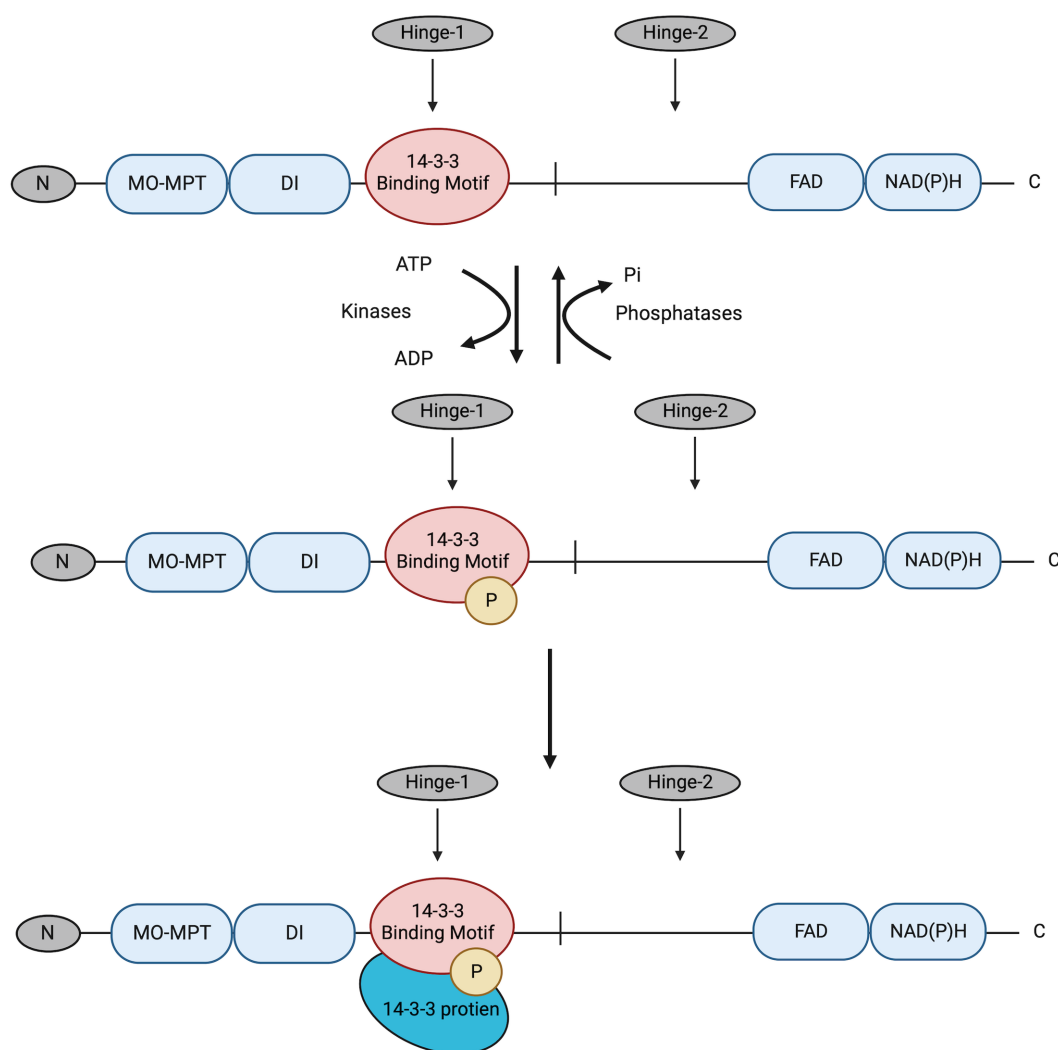 Hinge-1
Hinge-2
N
MO-MPT
DI
14-3-3
Binding Motif
FAD
NAD(P)H
C
ATP
Pi
Kinases
Phosphatases
ADP
Hinge-1
Hinge-2
N
MO-MPT
DI
14-3-3
Binding Motif
P
FAD
NAD(P)H
C
Hinge-1
Hinge-2
N
MO-MPT
DI
14-3-3
Binding Motif
P
FAD
NAD(P)H
C
14-3-3 protien